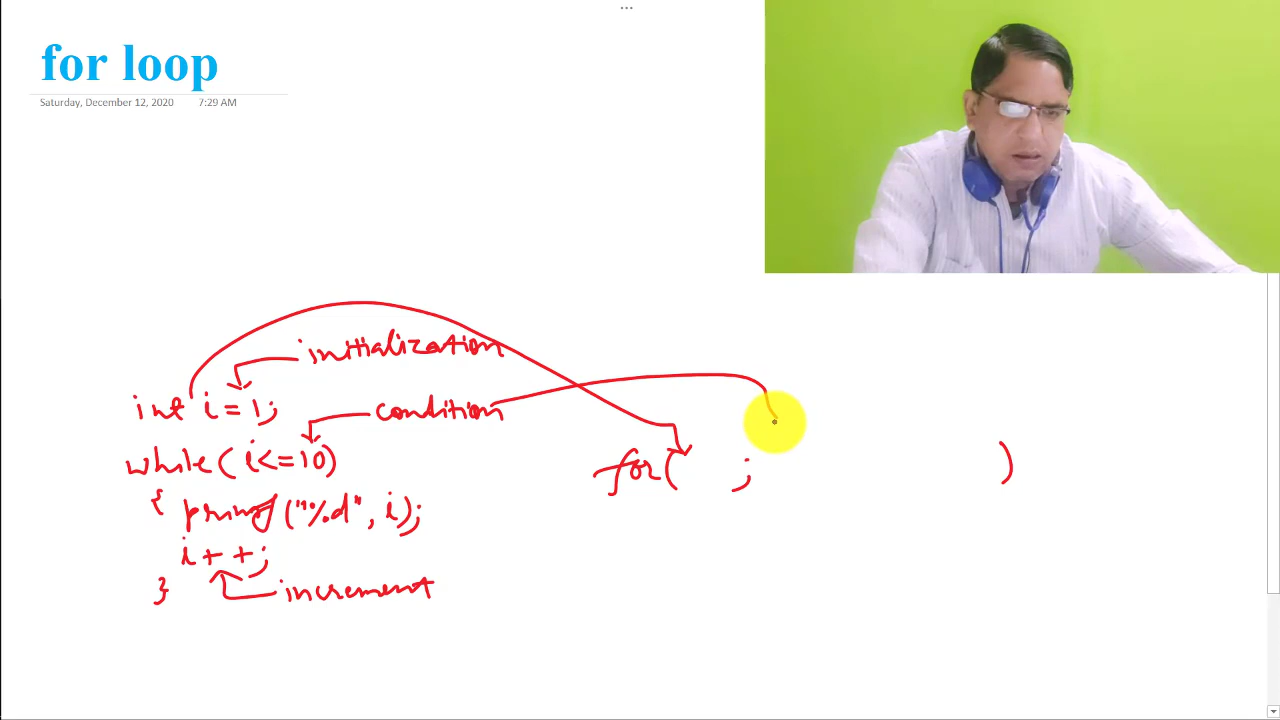 for loop
Saturday, December 12, 2020 7:29 AM
initialization
int i = 1;
condition
while ( i <= 10)
for( ; )
{ printf ("%d", i);
i + +;
} increment